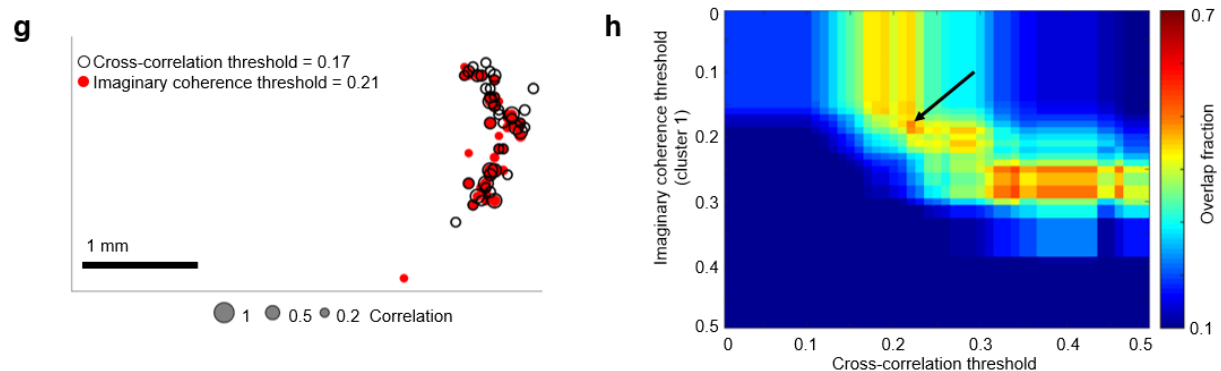 g
Cross-correlation threshold = 0.17
Imaginary coherence threshold = 0.21
1 mm
1 0.5 0.2 Correlation
h
Imaginary coherence threshold
(cluster 1)
0
0.1
0.2
0.3
0.4
0.5
0 0.1 0.2 0.3 0.4 0.5
Cross-correlation threshold
0.7
Overlap fraction
0.1